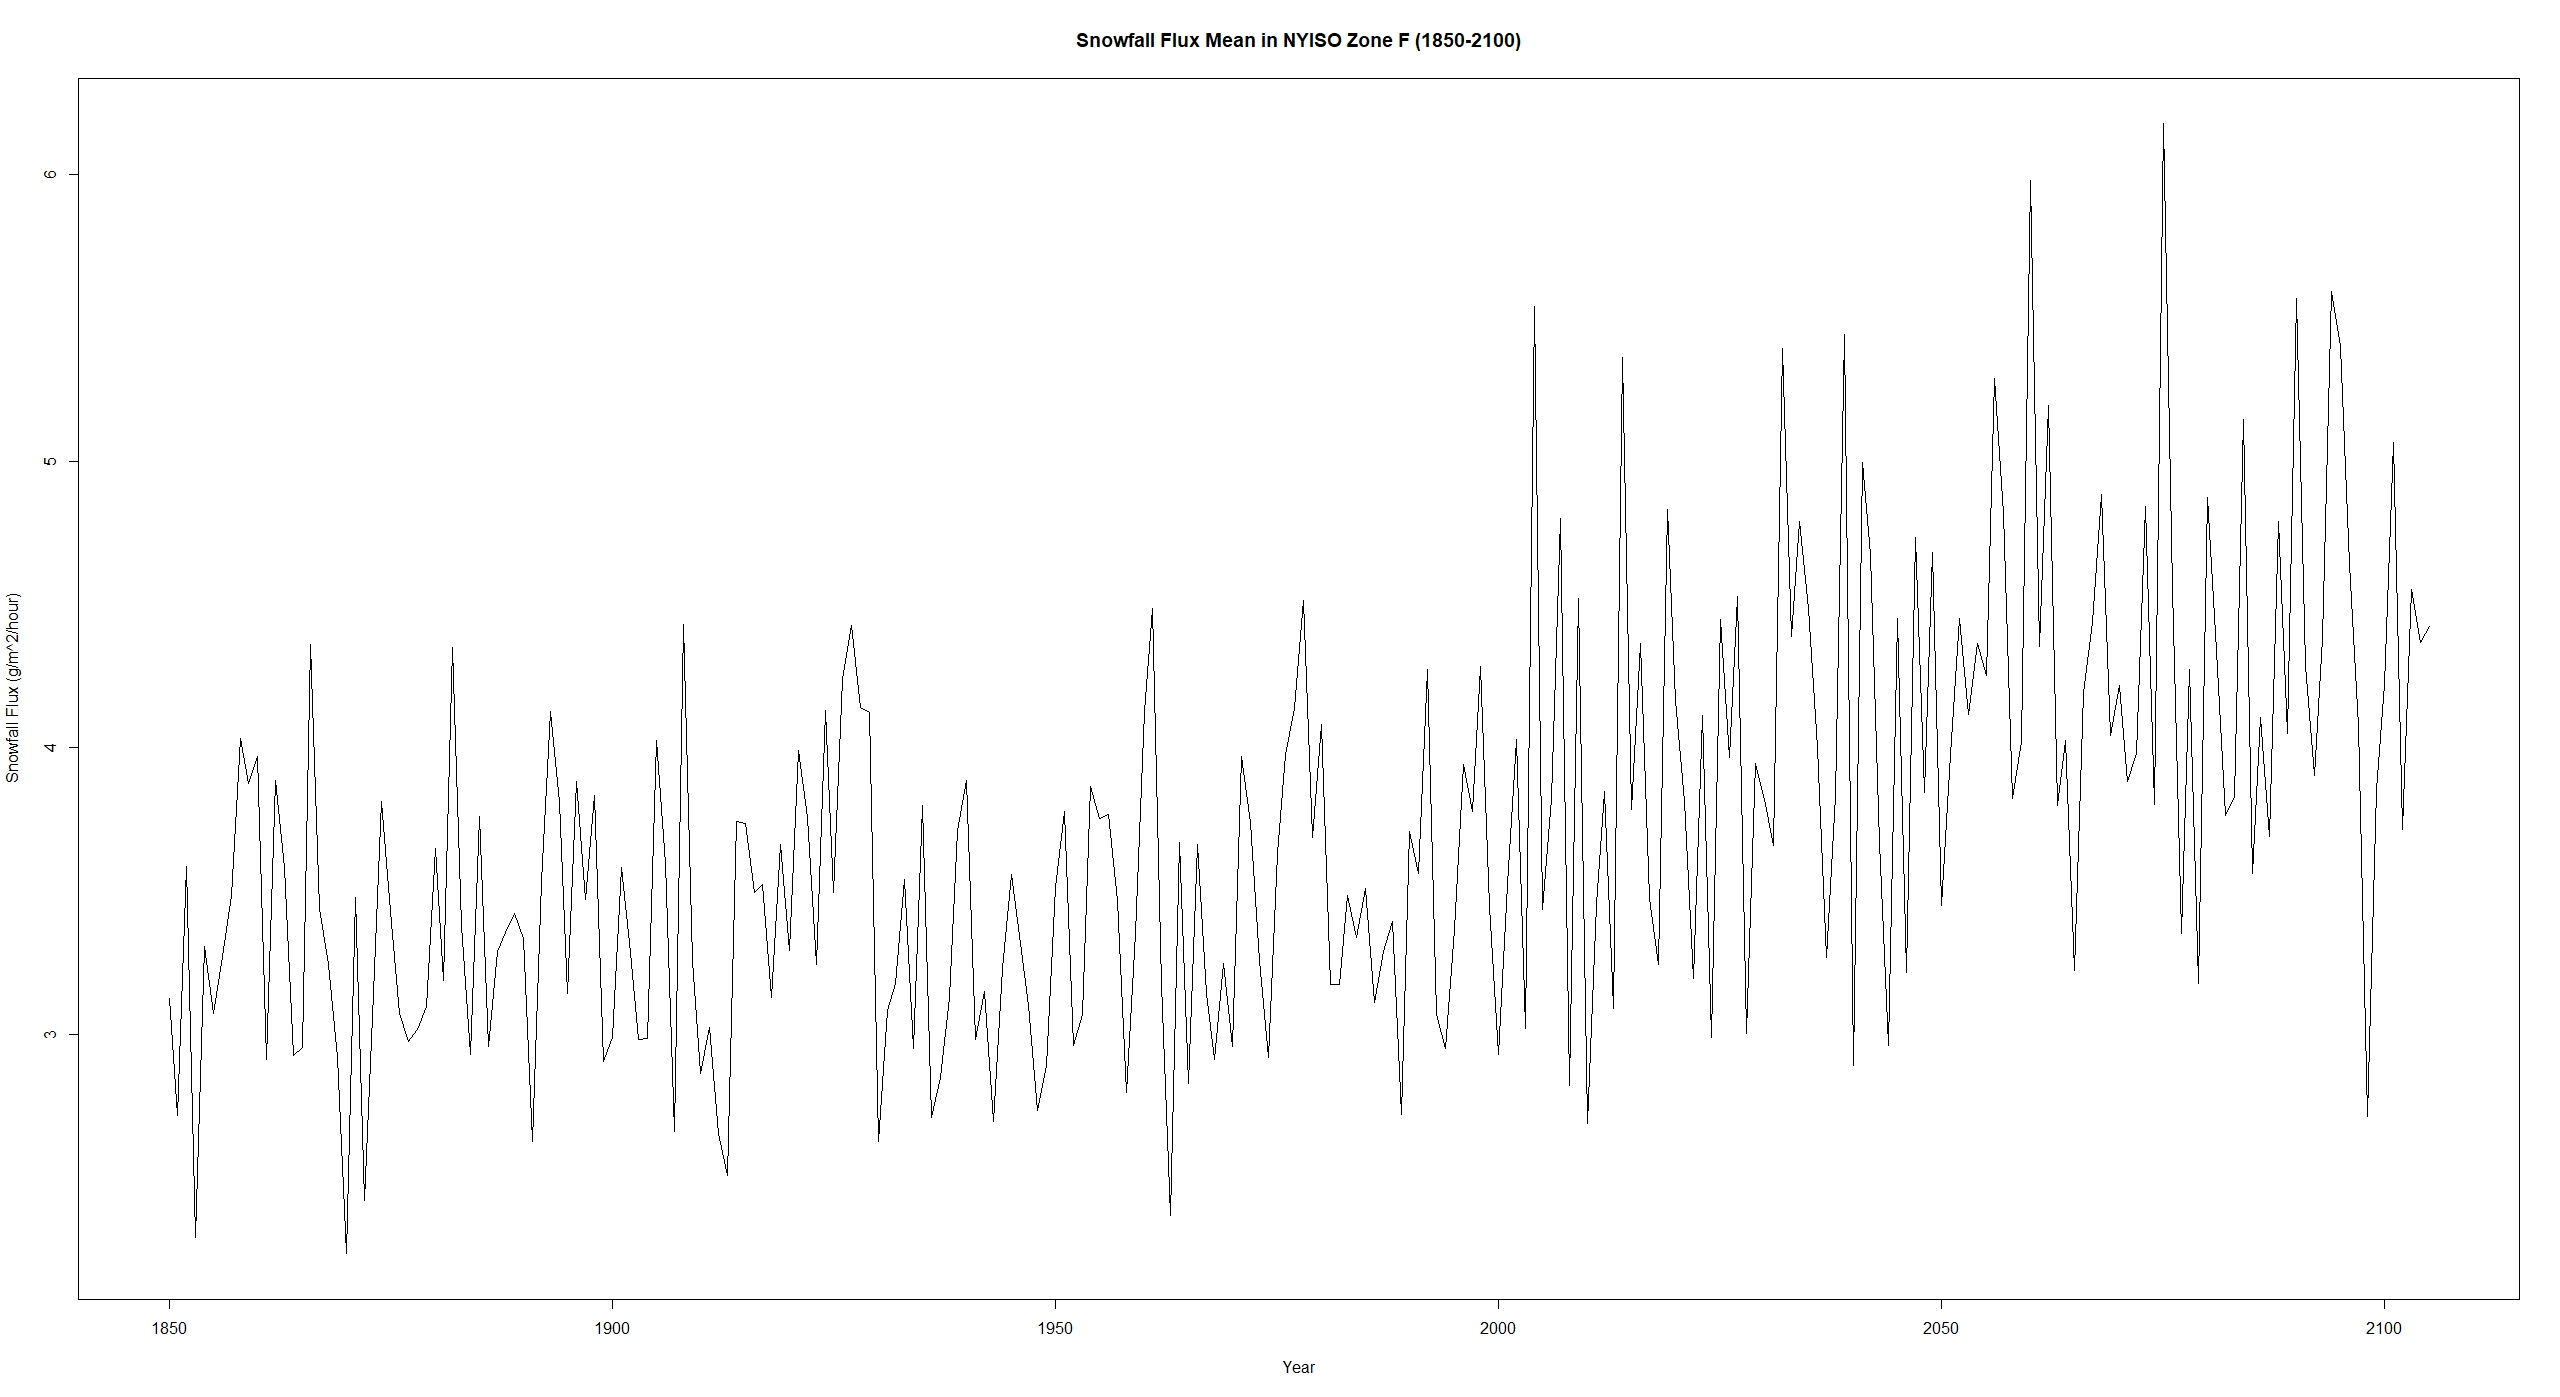 Snowfall Flux Mean in NYISO Zone F (1850-2100)
Snowfall Flux (g/m^2/hour)
6
5
4
3
1850 1900 1950 2000 2050 2100
Year